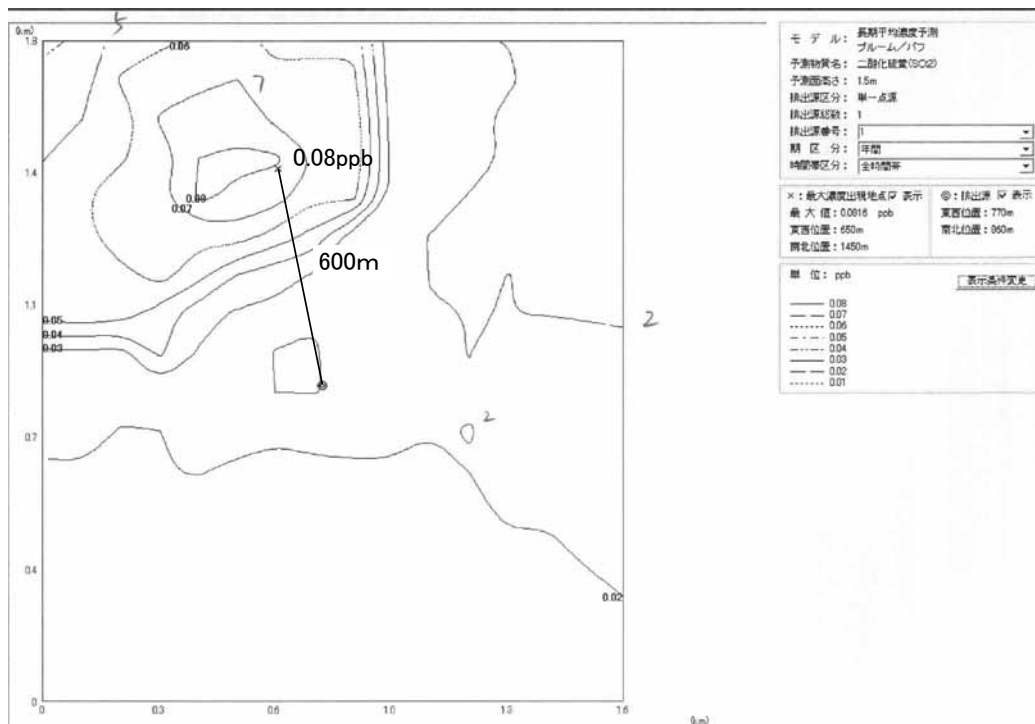 (km)
5
1.8
0.06
7
0.08ppb
1.4
0.08
0.07
600m
1.1
0.05
0.04
0.03
2
2
0.7
0.4
0.02
0
0
0.3
0.6
1.0
1.3
1.6
(km)
モデル： 長期平均濃度予測
プルーム／パフ
予測物質名： 二酸化硫黄(SO2)
予測面高さ： 1.5m
排出源区分： 単一点源
排出源総数： 1
排出源番号： 1
期区分： 年間
時間帯区分： 全時間帯
×：最大濃度出現地点 表示
最大値：0.0816 ppb
東西位置：650m
南北位置：1450m
◎：排出源 表示
東西位置：770m
南北位置：860m
単位： ppb
表示条件変更
0.08
0.07
0.06
0.05
0.04
0.03
0.02
0.01